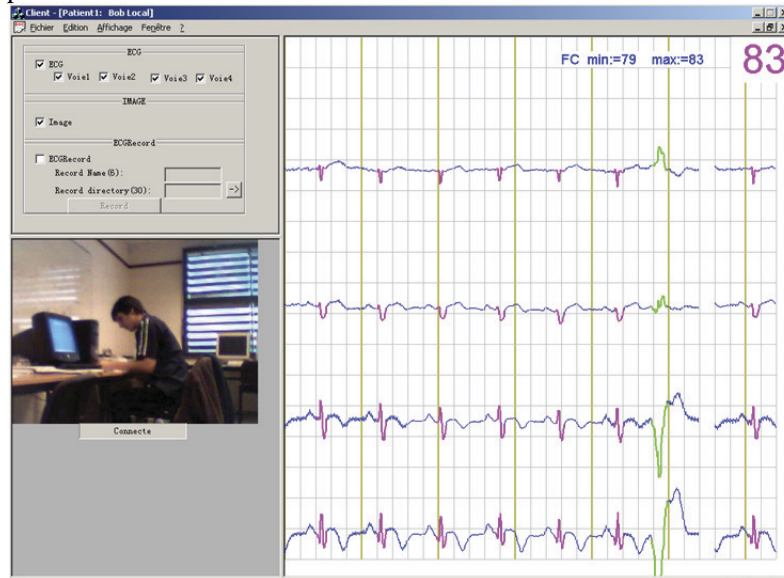 Client - [Patient1: Bob Local]
Fichier Edition Affichage Fenêtre ?
ECG
ECG
Voie1 Voie2 Voie3 Voie4
IMAGE
Image
ECGRecord
ECGRecord
Record Name(6):
Record directory(30):
->
Record
Connecte
FC min:=79 max:=83
83